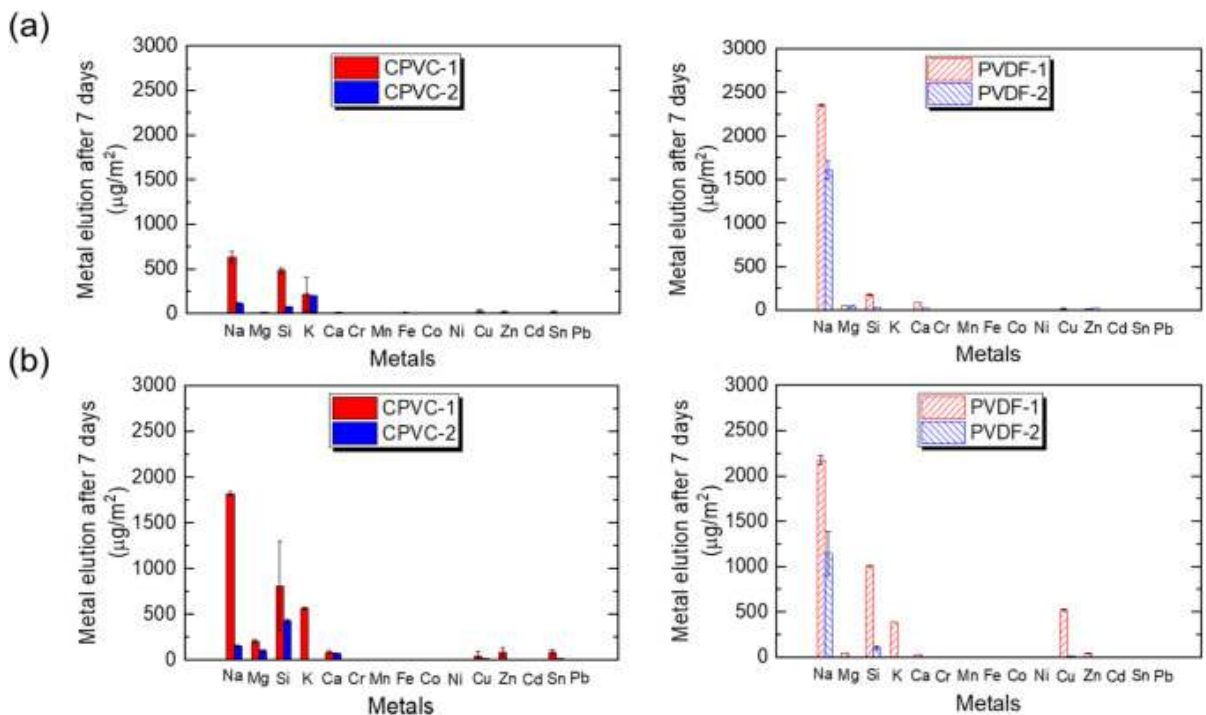 (a)
Metal elution after 7 days
(μg/m²)
3000
2500
2000
1500
1000
500
0
CPVC-1
CPVC-2
Na Mg Si K Ca Cr Mn Fe Co Ni Cu Zn Cd Sn Pb
Metals
Metal elution after 7 days
(μg/m²)
3000
2500
2000
1500
1000
500
0
PVDF-1
PVDF-2
Na Mg Si K Ca Cr Mn Fe Co Ni Cu Zn Cd Sn Pb
Metals
(b)
Metal elution after 7 days
(μg/m²)
3000
2500
2000
1500
1000
500
0
CPVC-1
CPVC-2
Na Mg Si K Ca Cr Mn Fe Co Ni Cu Zn Cd Sn Pb
Metals
Metal elution after 7 days
(μg/m²)
3000
2500
2000
1500
1000
500
0
PVDF-1
PVDF-2
Na Mg Si K Ca Cr Mn Fe Co Ni Cu Zn Cd Sn Pb
Metals